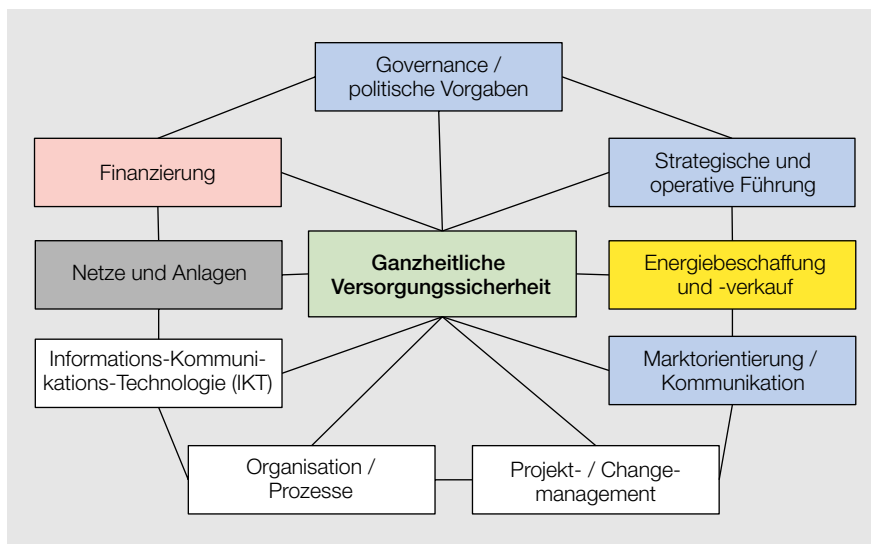 Governance /
politische Vorgaben
Finanzierung
Strategische und
operative Führung
Netze und Anlagen
Ganzheitliche
Versorgungssicherheit
Energiebeschaffung
und -verkauf
Informations-Kommuni-
kations-Technologie (IKT)
Marktorientierung /
Kommunikation
Organisation /
Prozesse
Projekt- / Change-
management